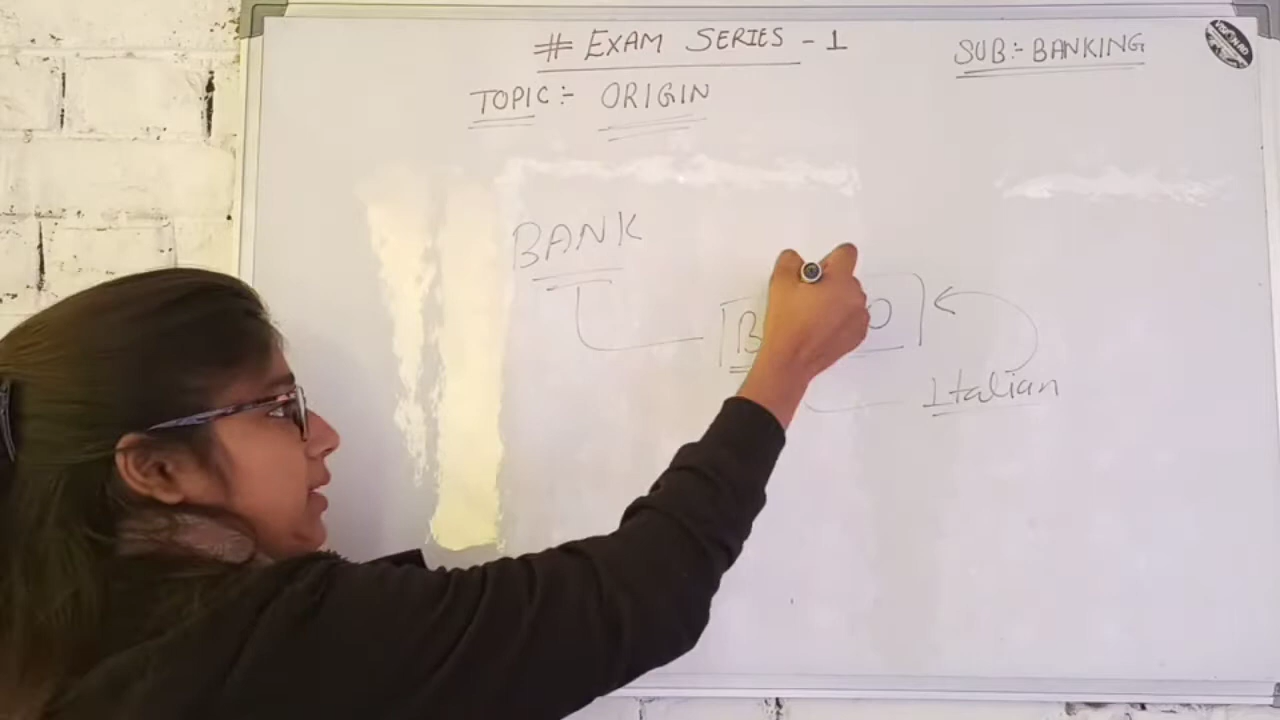 # EXAM SERIES - 1
SUB:- BANKING
TOPIC:- ORIGIN
BANK
Italian